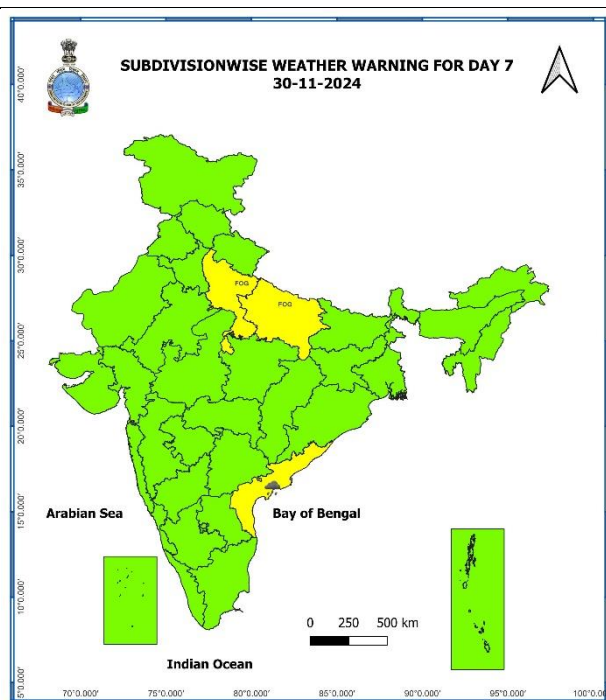 SUBDIVISIONWISE WEATHER WARNING FOR DAY 7
30-11-2024
40°0.000'
35°0.000'
30°0.000'
25°0.000'
20°0.000'
15°0.000'
10°0.000'
5°0.000'
FOG
FOG
Arabian Sea
Bay of Bengal
0 250 500 km
Indian Ocean
70°0.000' 75°0.000' 80°0.000' 85°0.000' 90°0.000' 95°0.000' 100°0.0